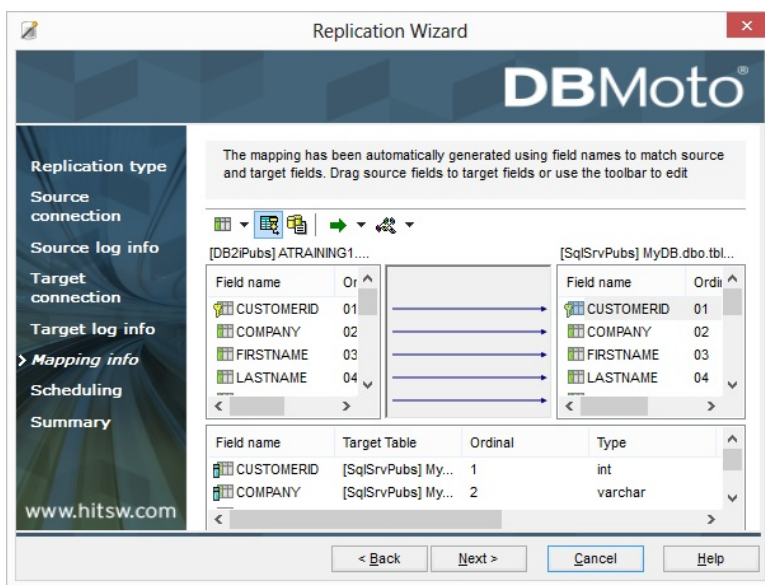 Replication Wizard
DBMoto®
Replication type
Source
connection
Source log info
Target
connection
Target log info
Mapping info
Scheduling
Summary
www.hitsw.com
The mapping has been automatically generated using field names to match source
and target fields. Drag source fields to target fields or use the toolbar to edit
[DB2iPubs] ATRAINING1.... [SqlSrvPubs] MyDB.dbo.tbl...
Field name Or Field name Ordin
CUSTOMERID 01 CUSTOMERID 01
COMPANY 02 COMPANY 02
FIRSTNAME 03 FIRSTNAME 03
LASTNAME 04 LASTNAME 04
Field name Target Table Ordinal Type
CUSTOMERID [SqlSrvPubs] My... 1 int
COMPANY [SqlSrvPubs] My... 2 varchar
< Back Next > Cancel Help